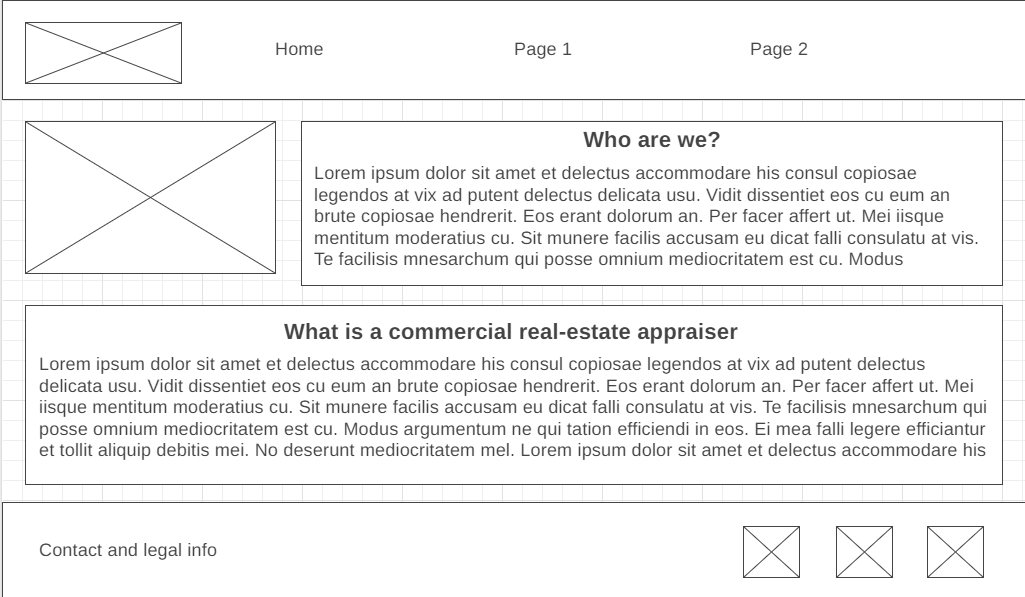 Home
Page 1
Page 2
Who are we?
Lorem ipsum dolor sit amet et delectus accommodare his consul copiosae
legendos at vix ad putent delectus delicata usu. Vidit dissentiet eos cu eum an
brute copiosae hendrerit. Eos erant dolorum an. Per facer affert ut. Mei iisque
mentitum moderatius cu. Sit munere facilis accusam eu dicat falli consulatu at vis.
Te facilisis mnesarchum qui posse omnium mediocritatem est cu. Modus
What is a commercial real-estate appraiser
Lorem ipsum dolor sit amet et delectus accommodare his consul copiosae legendos at vix ad putent delectus
delicata usu. Vidit dissentiet eos cu eum an brute copiosae hendrerit. Eos erant dolorum an. Per facer affert ut. Mei
iisque mentitum moderatius cu. Sit munere facilis accusam eu dicat falli consulatu at vis. Te facilisis mnesarchum qui
posse omnium mediocritatem est cu. Modus argumentum ne qui tation efficiendi in eos. Ei mea falli legere efficiantur
et tollit aliquip debitis mei. No deserunt mediocritatem mel. Lorem ipsum dolor sit amet et delectus accommodare his
Contact and legal info